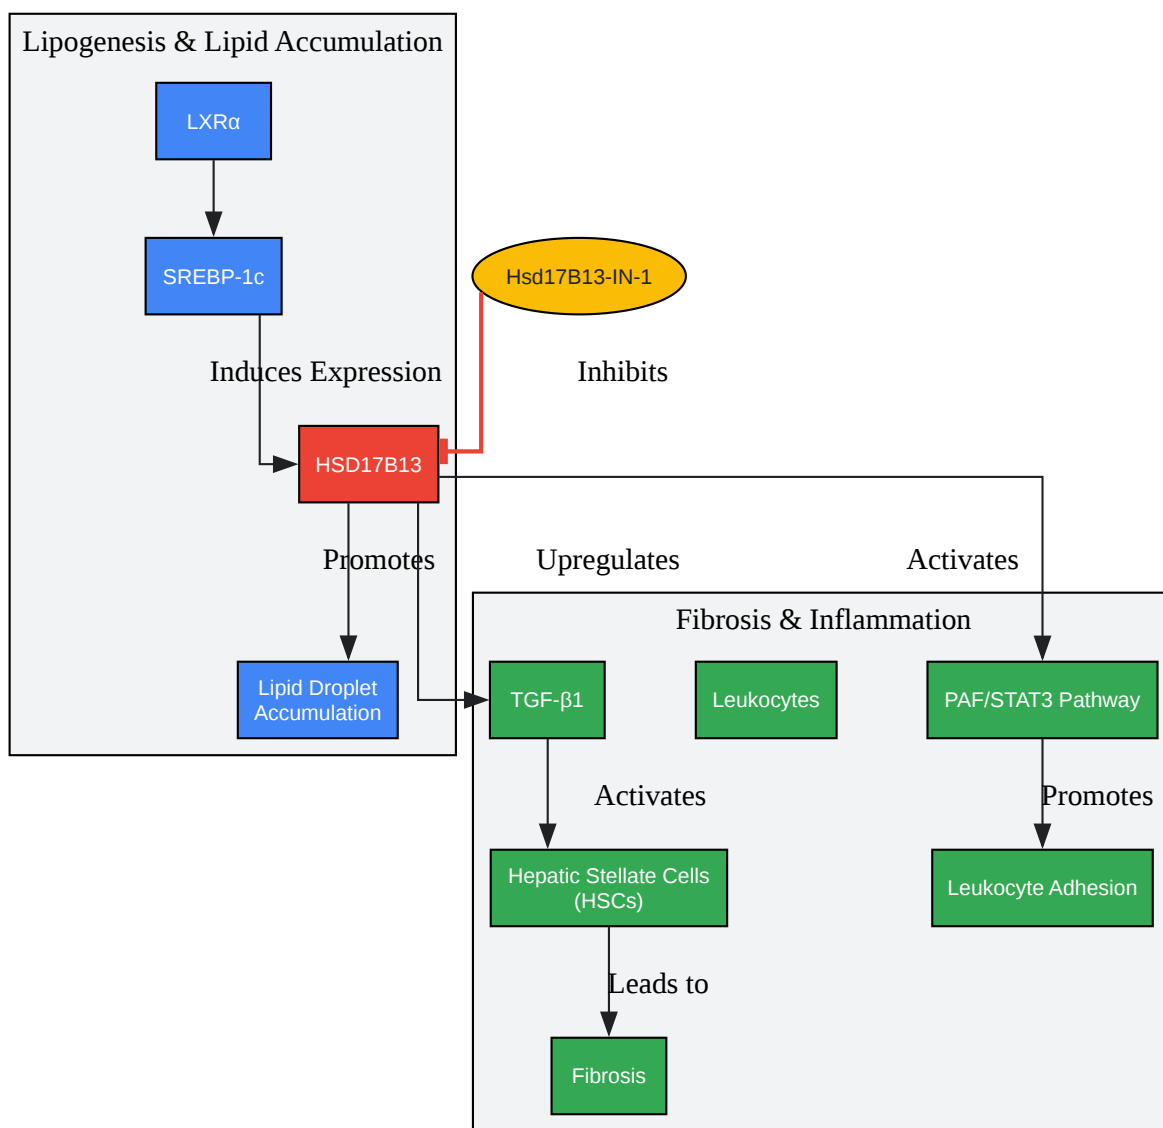 Lipogenesis & Lipid Accumulation
LXRα
SREBP-1c
Hsd17B13-IN-1
Induces Expression
Inhibits
HSD17B13
Promotes
Upregulates
Activates
Fibrosis & Inflammation
Lipid Droplet
Accumulation
TGF-β1
Leukocytes
PAF/STAT3 Pathway
Activates
Promotes
Hepatic Stellate Cells
(HSCs)
Leukocyte Adhesion
Leads to
Fibrosis